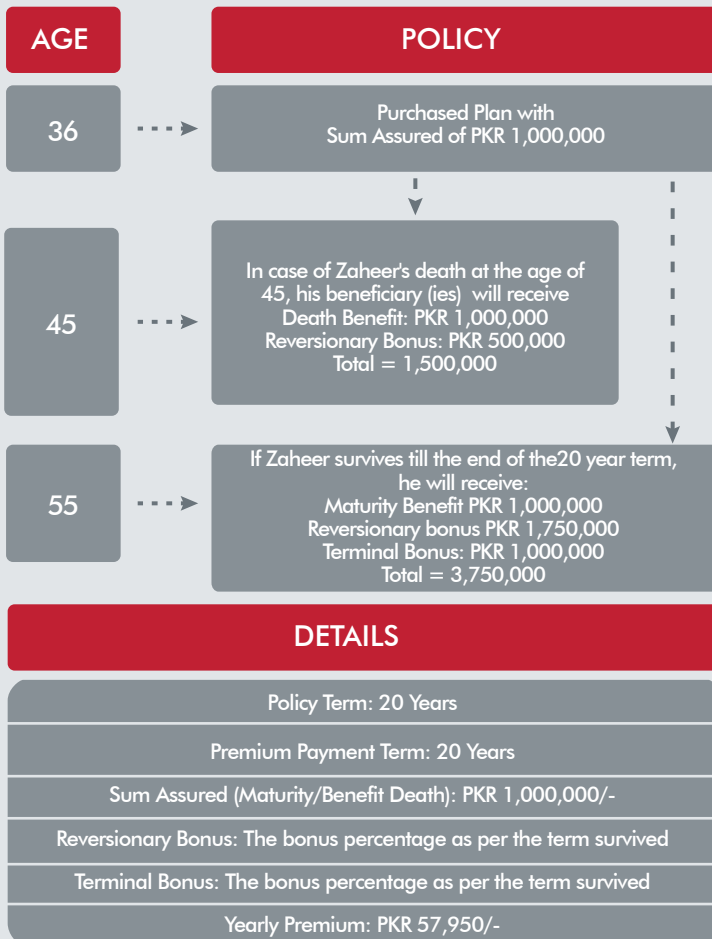 AGE
POLICY
36
Purchased Plan with
Sum Assured of PKR 1,000,000
45
In case of Zaheer's death at the age of
45, his beneficiary (ies) will receive
Death Benefit: PKR 1,000,000
Reversionary Bonus: PKR 500,000
Total = 1,500,000
55
If Zaheer survives till the end of the20 year term,
he will receive:
Maturity Benefit PKR 1,000,000
Reversionary bonus PKR 1,750,000
Terminal Bonus: PKR 1,000,000
Total = 3,750,000
DETAILS
Policy Term: 20 Years
Premium Payment Term: 20 Years
Sum Assured (Maturity/Benefit Death): PKR 1,000,000/-
Reversionary Bonus: The bonus percentage as per the term survived
Terminal Bonus: The bonus percentage as per the term survived
Yearly Premium: PKR 57,950/-